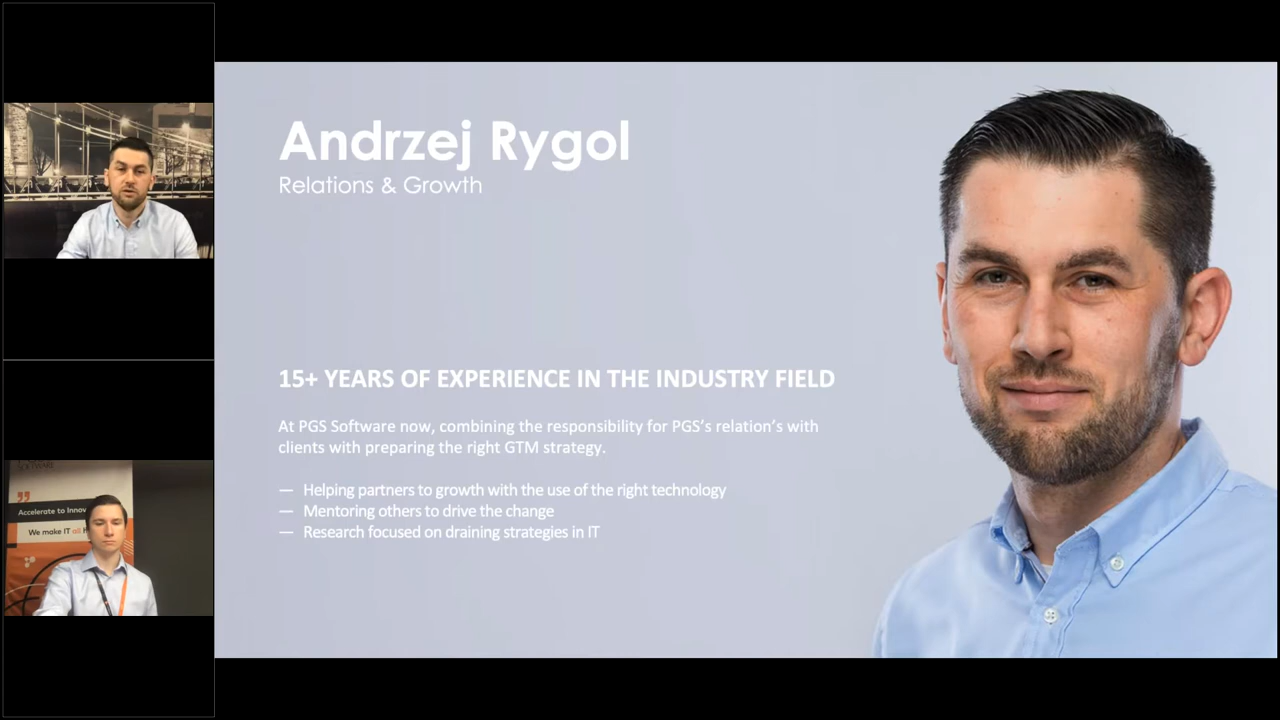 Andrzej Rygol
Relations & Growth
15+ YEARS OF EXPERIENCE IN THE INDUSTRY FIELD
At PGS Software now, combining the responsibility for PGS's relation's with
clients with preparing the right GTM strategy.
— Helping partners to growth with the use of the right technology
— Mentoring others to drive the change
— Research focused on draining strategies in IT
Accelerate to Innov
We make IT all